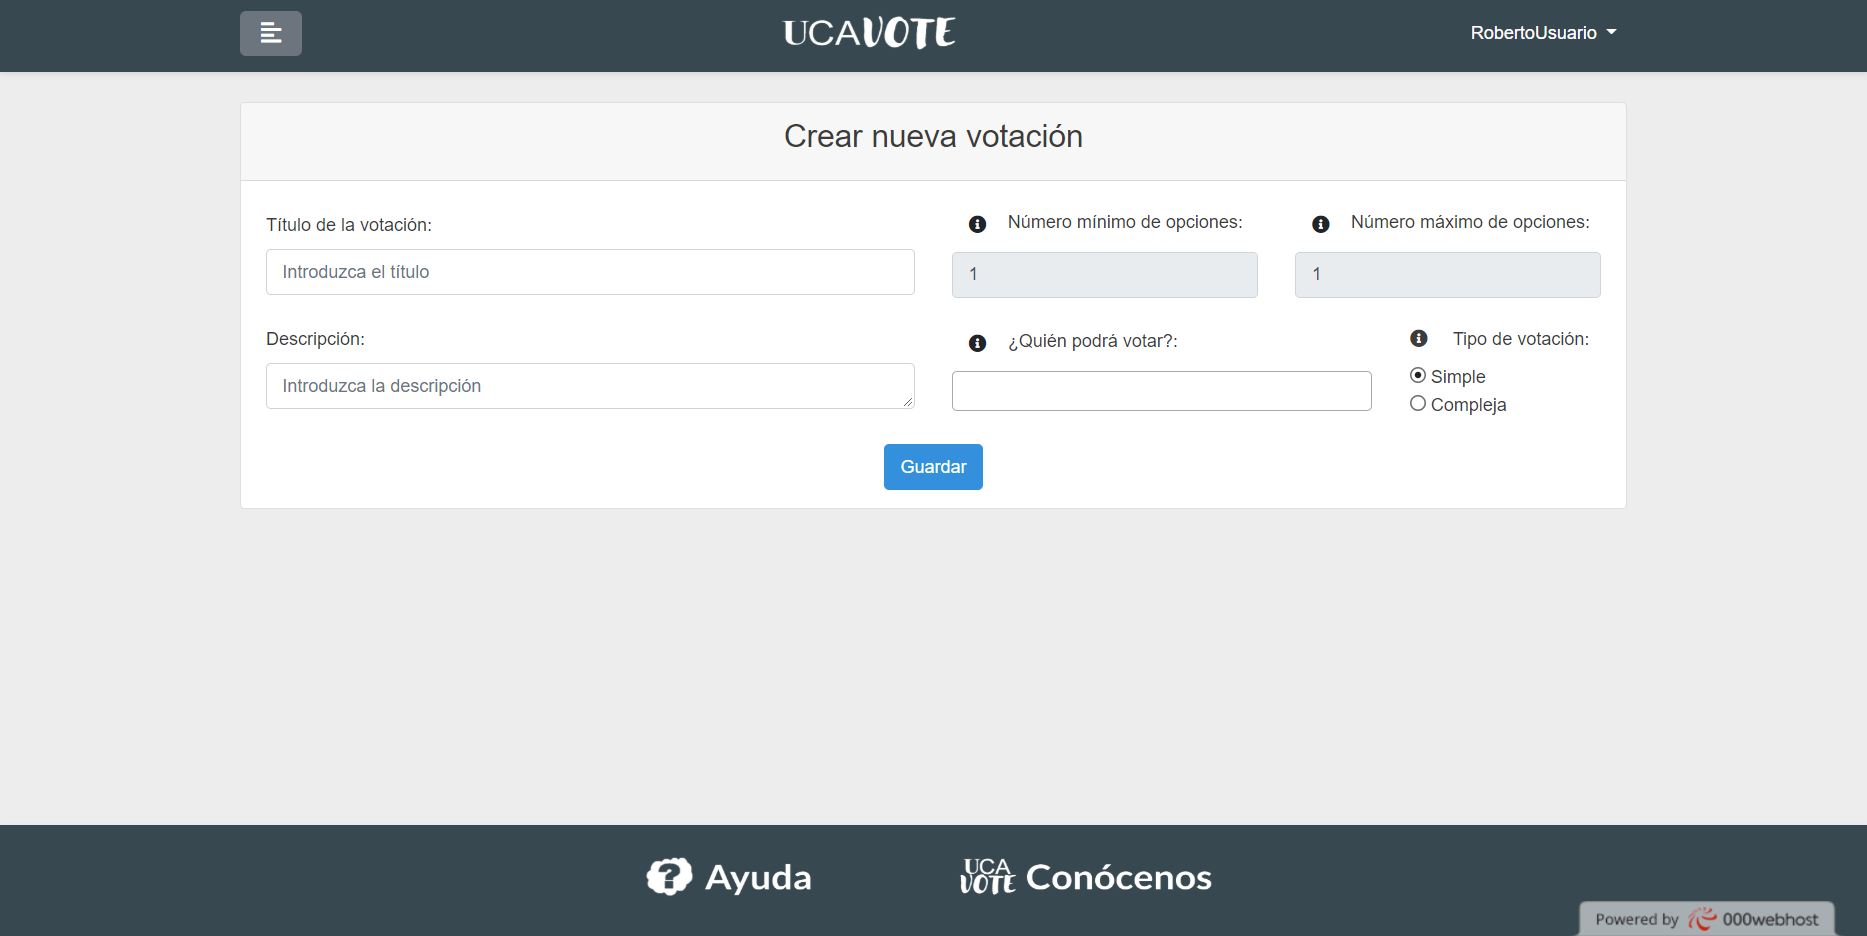 UCAVOTE
RobertoUsuario
Crear nueva votación
Título de la votación:
Introduzca el título
Número mínimo de opciones:
1
Número máximo de opciones:
1
Descripción:
Introduzca la descripción
¿Quién podrá votar?:
Tipo de votación:
Simple
Compleja
Guardar
Ayuda
UCA
VOTE
Conócenos
Powered by 000webhost